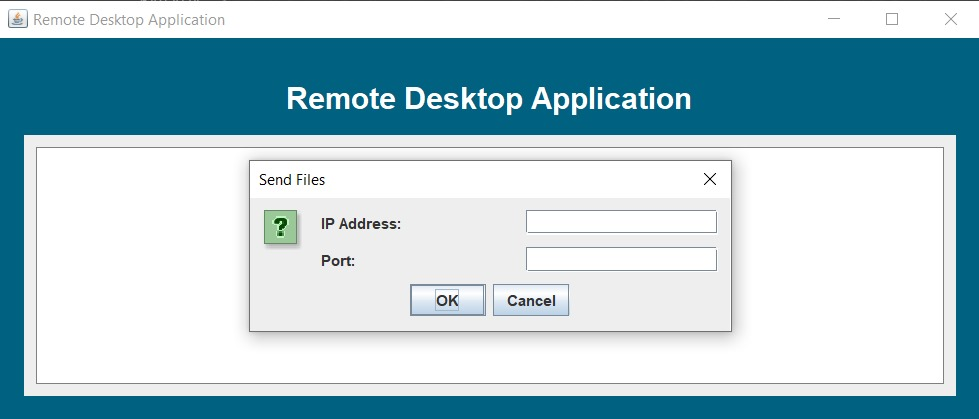 Remote Desktop Application
Remote Desktop Application
Send Files
?
IP Address:
Port:
OK Cancel